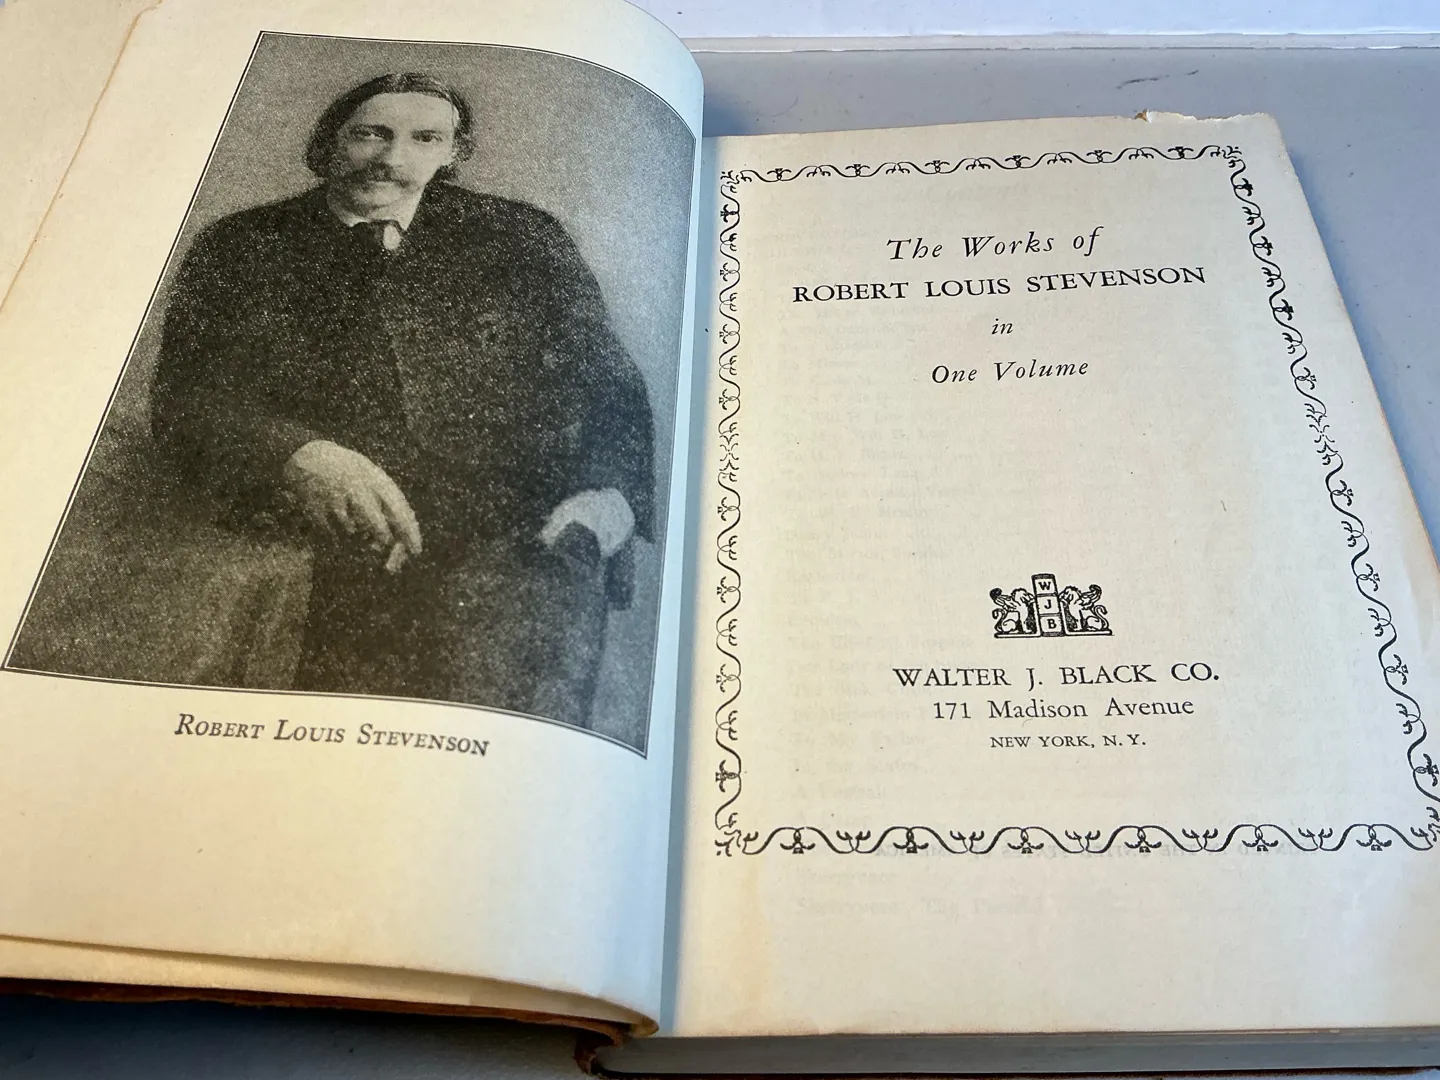 ROBERT LOUIS STEVENSON
The Works of
ROBERT LOUIS STEVENSON
in
One Volume
W
J
B
WALTER J. BLACK CO.
171 Madison Avenue
NEW YORK, N. Y.